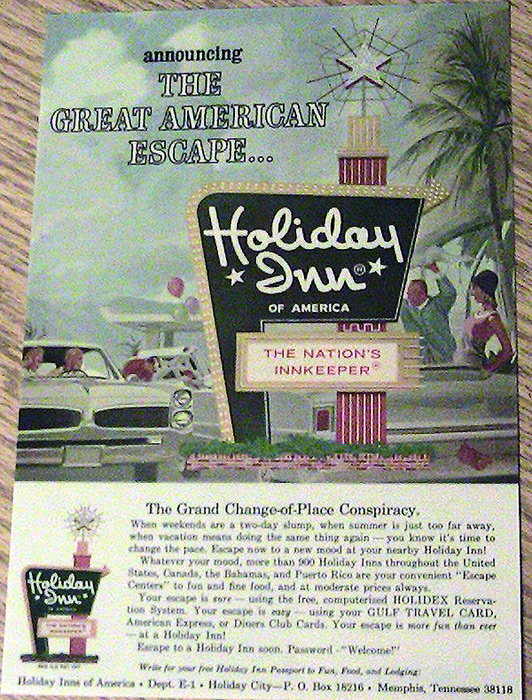 announcing
THE
GREAT AMERICAN
ESCAPE...
Holiday
Inn®
OF AMERICA
THE NATION'S
INNKEEPER®
The Grand Change-of-Place Conspiracy.
When weekends are a two-day slump, when summer is just too far away,
when vacation means doing the same thing again — you know it's time to
change the pace. Escape now to a new mood at your nearby Holiday Inn!
Whatever your mood, more than 900 Holiday Inns throughout the United
States, Canada, the Bahamas, and Puerto Rico are your convenient "Escape
Centers" to fun and fine food, and at moderate prices always.
Your escape is free — using the free, computerized HOLIDEX Reserva-
tion System. Your escape is easy — using your GULF TRAVEL CARD,
American Express, or Diners Club Cards. Your escape is more fun than ever
— at a Holiday Inn!
Escape to a Holiday Inn soon. Password - "Welcome!"
Write for your free Holiday Inn Passport to Fun, Food, and Lodging:
Holiday Inns of America • Dept. E-1 • Holiday City — P. O. Box 18216 • Memphis, Tennessee 38118
Holiday
Inn
OF AMERICA
THE NATION'S
INNKEEPER